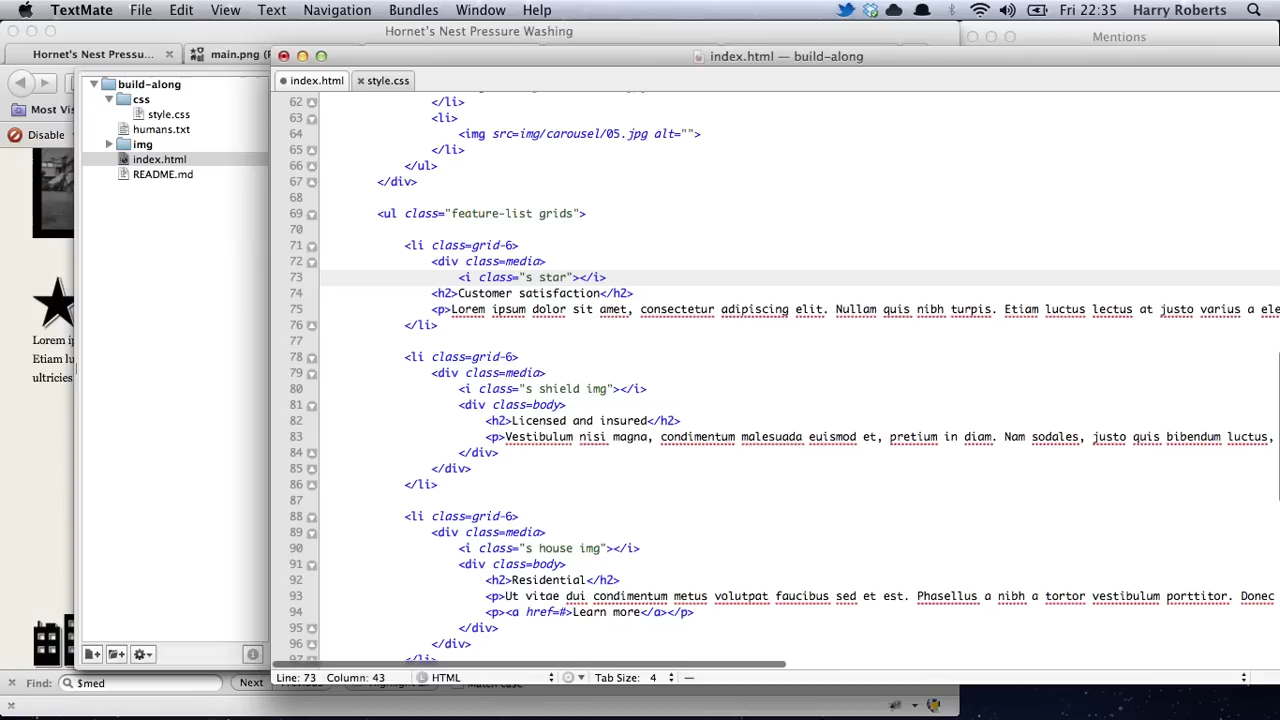 TextMate File Edit View Text Navigation Bundles Window Help Fri 22:35 Harry Roberts
Hornet's Nest Pressure Washing
Mentions
Hornet's Nest Pressu... main.png (
index.html — build-along
index.html style.css
Most Vis
Disable
build-along
css
style.css
humans.txt
img
index.html
README.md
Lorem ip
Etiam lu
ultricies
62 </li>
63 <li>
64 <img src=img/carousel/05.jpg alt="">
65 </li>
66 </ul>
67 </div>
68
69 <ul class="feature-list grids">
70
71 <li class=grid-6>
72 <div class=media>
73 <i class="s star"></i>
74 <h2>Customer satisfaction</h2>
75 <p>Lorem ipsum dolor sit amet, consectetur adipiscing elit. Nullam quis nibh turpis. Etiam luctus lectus at justo varius a ele
76 </li>
77
78 <li class=grid-6>
79 <div class=media>
80 <i class="s shield img"></i>
81 <div class=body>
82 <h2>Licensed and insured</h2>
83 <p>Vestibulum nisi magna, condimentum malesuada euismod et, pretium in diam. Nam sodales, justo quis bibendum luctus,
84 </div>
85 </div>
86 </li>
87
88 <li class=grid-6>
89 <div class=media>
90 <i class="s house img"></i>
91 <div class=body>
92 <h2>Residential</h2>
93 <p>Ut vitae dui condimentum metus volutpat faucibus sed et est. Phasellus a nibh a tortor vestibulum porttitor. Donec
94 <p><a href=#>Learn more</a></p>
95 </div>
96 </div>
97 </li>
Line: 73 Column: 43 HTML Tab Size: 4 —
Find: $med Next